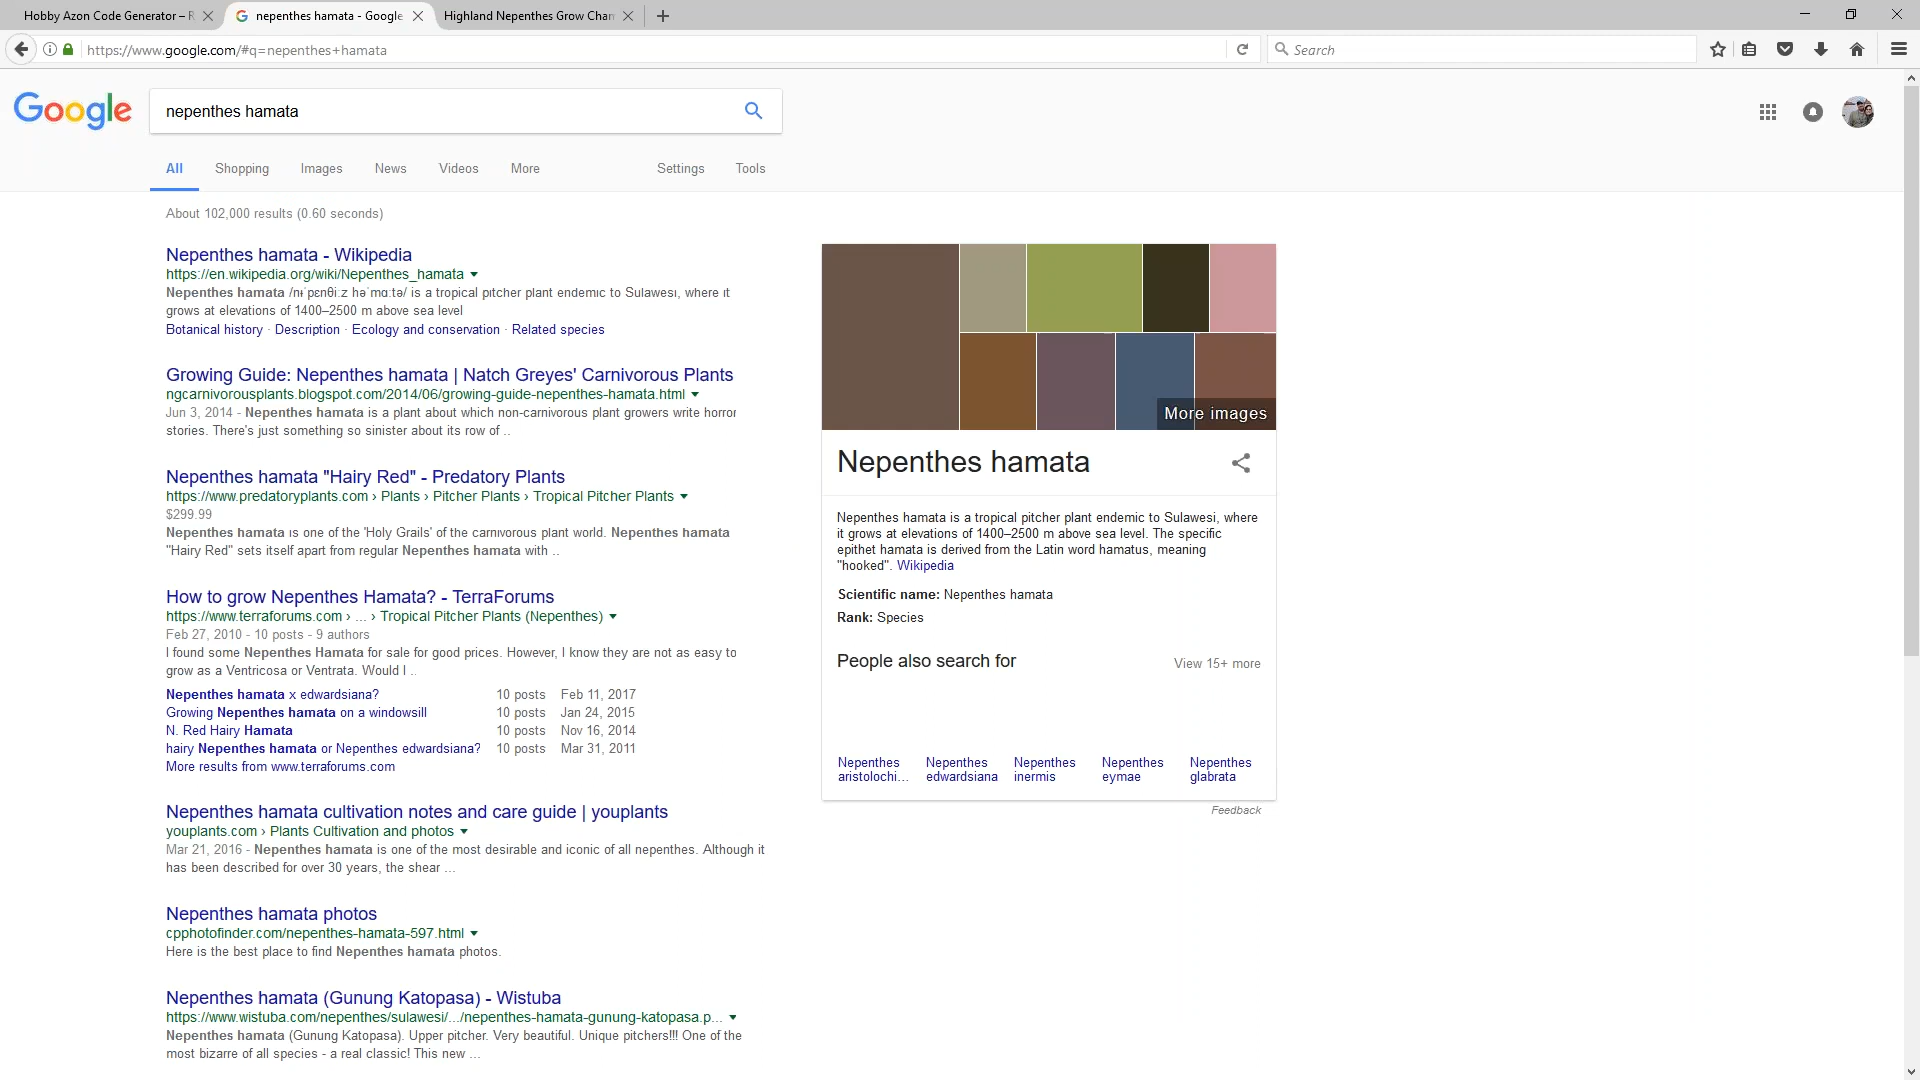 Hobby Azon Code Generator – R
nepenthes hamata - Google
Highland Nepenthes Grow Cham
https://www.google.com/#q=nepenthes+hamata
Search
Google
nepenthes hamata
All
Shopping
Images
News
Videos
More
Settings
Tools
About 102,000 results (0.60 seconds)
Nepenthes hamata - Wikipedia
https://en.wikipedia.org/wiki/Nepenthes_hamata
Nepenthes hamata /nɪˈpɛnθiːz həˈmɑːtə/ is a tropical pitcher plant endemic to Sulawesi, where it
grows at elevations of 1400–2500 m above sea level
Botanical history · Description · Ecology and conservation · Related species
Growing Guide: Nepenthes hamata | Natch Greyes' Carnivorous Plants
ngcarnivorousplants.blogspot.com/2014/06/growing-guide-nepenthes-hamata.html
Jun 3, 2014 - Nepenthes hamata is a plant about which non-carnivorous plant growers write horror
stories. There's just something so sinister about its row of ..
Nepenthes hamata "Hairy Red" - Predatory Plants
https://www.predatoryplants.com › Plants › Pitcher Plants › Tropical Pitcher Plants
$299.99
Nepenthes hamata is one of the 'Holy Grails' of the carnivorous plant world. Nepenthes hamata
"Hairy Red" sets itself apart from regular Nepenthes hamata with ..
How to grow Nepenthes Hamata? - TerraForums
https://www.terraforums.com › ... › Tropical Pitcher Plants (Nepenthes)
Feb 27, 2010 - 10 posts - 9 authors
I found some Nepenthes Hamata for sale for good prices. However, I know they are not as easy to
grow as a Ventricosa or Ventrata. Would I ..
Nepenthes hamata x edwardsiana? 10 posts Feb 11, 2017
Growing Nepenthes hamata on a windowsill 10 posts Jan 24, 2015
N. Red Hairy Hamata 10 posts Nov 16, 2014
hairy Nepenthes hamata or Nepenthes edwardsiana? 10 posts Mar 31, 2011
More results from www.terraforums.com
Nepenthes hamata cultivation notes and care guide | youplants
youplants.com › Plants Cultivation and photos
Mar 21, 2016 - Nepenthes hamata is one of the most desirable and iconic of all nepenthes. Although it
has been described for over 30 years, the shear ...
Nepenthes hamata photos
cpphotofinder.com/nepenthes-hamata-597.html
Here is the best place to find Nepenthes hamata photos.
Nepenthes hamata (Gunung Katopasa) - Wistuba
https://www.wistuba.com/nepenthes/sulawesi/.../nepenthes-hamata-gunung-katopasa.p...
Nepenthes hamata (Gunung Katopasa). Upper pitcher. Very beautiful. Unique pitchers!!! One of the
most bizarre of all species - a real classic! This new ...
More images
Nepenthes hamata
Nepenthes hamata is a tropical pitcher plant endemic to Sulawesi, where
it grows at elevations of 1400–2500 m above sea level. The specific
epithet hamata is derived from the Latin word hamatus, meaning
"hooked". Wikipedia
Scientific name: Nepenthes hamata
Rank: Species
People also search for
View 15+ more
Nepenthes aristolochi...
Nepenthes edwardsiana
Nepenthes inermis
Nepenthes eymae
Nepenthes glabrata
Feedback